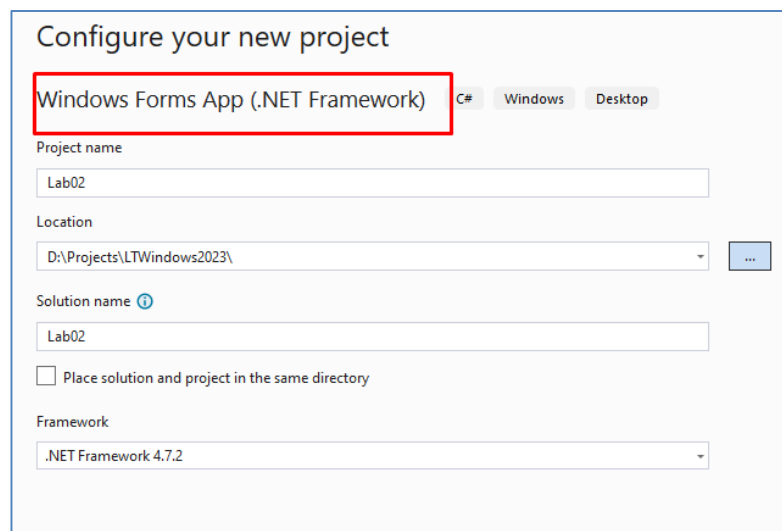 Configure your new project
Windows Forms App (.NET Framework) C# Windows Desktop
Project name
Lab02
Location
D:\Projects\LTWindows2023\
...
Solution name
Lab02
Place solution and project in the same directory
Framework
.NET Framework 4.7.2